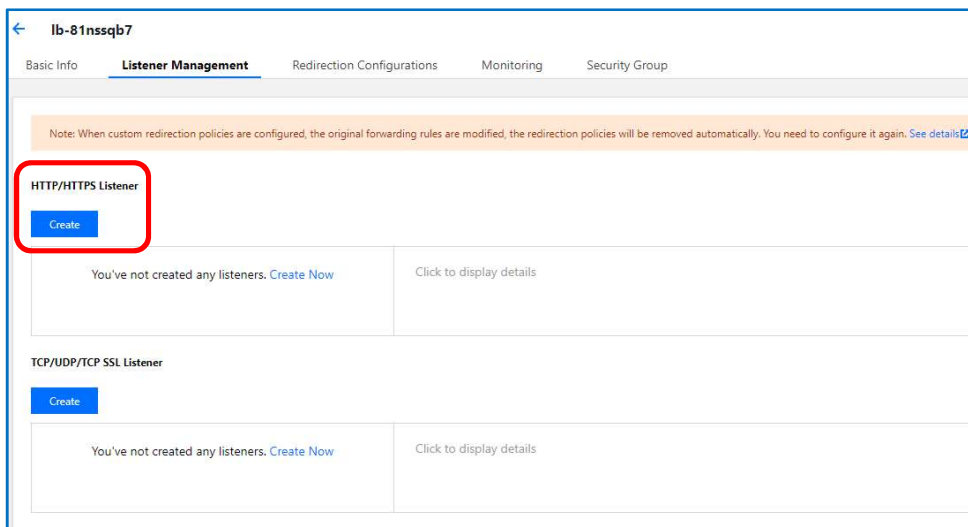 lb-81nssqb7
Basic Info Listener Management Redirection Configurations Monitoring Security Group
Note: When custom redirection policies are configured, the original forwarding rules are modified, the redirection policies will be removed automatically. You need to configure it again. See details
HTTP/HTTPS Listener
Create
You've not created any listeners. Create Now Click to display details
TCP/UDP/TCP SSL Listener
Create
You've not created any listeners. Create Now Click to display details